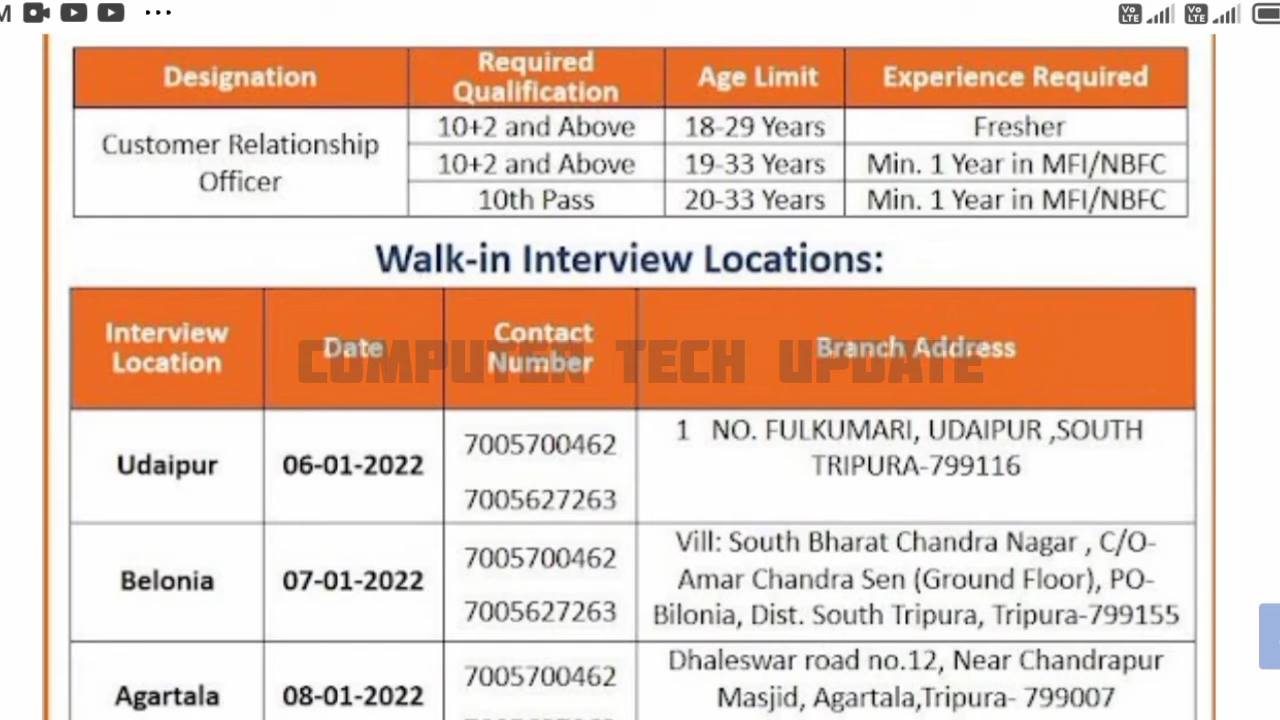 M
Vo LTE Vo LTE
Designation Required Qualification Age Limit Experience Required
Customer Relationship Officer
10+2 and Above 18-29 Years Fresher
10+2 and Above 19-33 Years Min. 1 Year in MFI/NBFC
10th Pass 20-33 Years Min. 1 Year in MFI/NBFC
Walk-in Interview Locations:
Interview Location Date Contact Number Branch Address
COMPUTER TECH UPDATE
Udaipur 06-01-2022 7005700462 1 NO. FULKUMARI, UDAIPUR ,SOUTH
7005627263 TRIPURA-799116
Belonia 07-01-2022 7005700462 Vill: South Bharat Chandra Nagar , C/O-
Amar Chandra Sen (Ground Floor), PO-
7005627263 Bilonia, Dist. South Tripura, Tripura-799155
Agartala 08-01-2022 7005700462 Dhaleswar road no.12, Near Chandrapur
Masjid, Agartala,Tripura- 799007